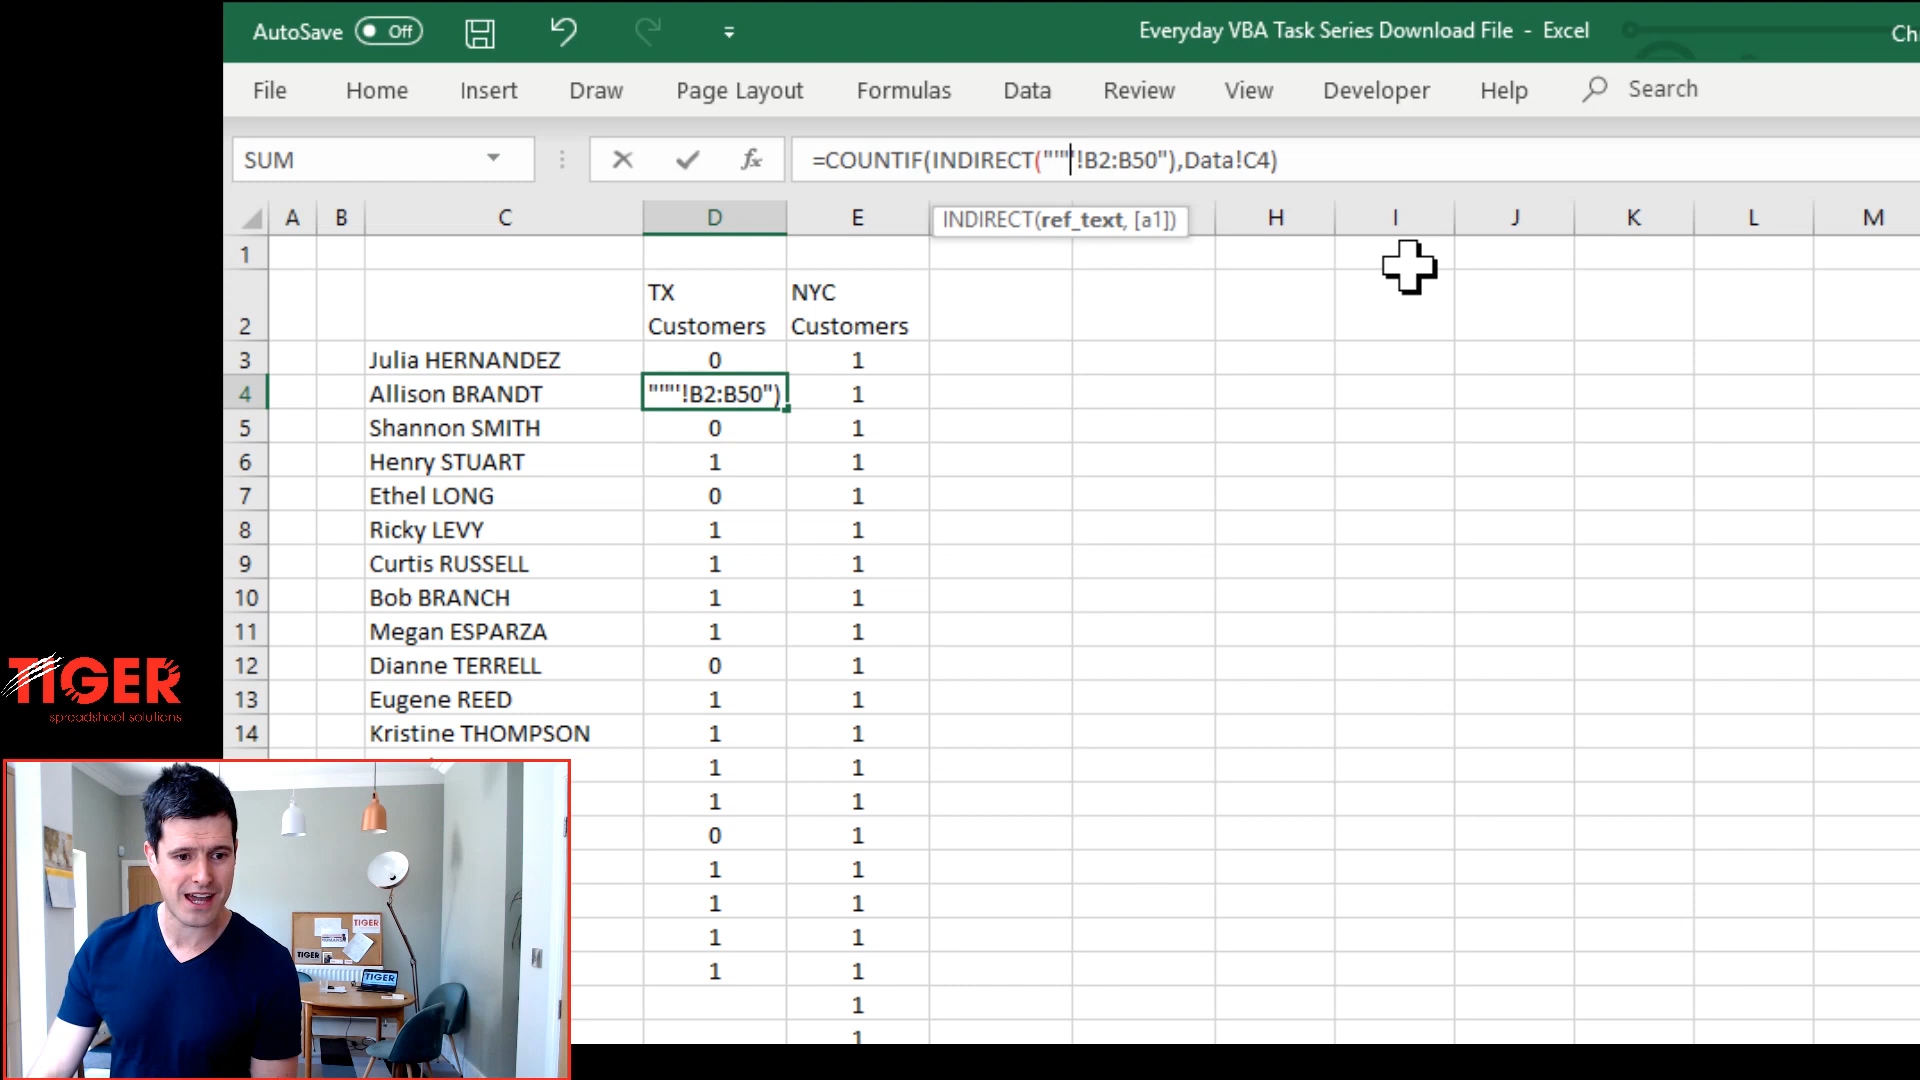 AutoSave Off
Everyday VBA Task Series Download File - Excel
Ch
File Home Insert Draw Page Layout Formulas Data Review View Developer Help Search
SUM
fx
=COUNTIF(INDIRECT("""'!B2:B50"),Data!C4)
INDIRECT(ref_text, [a1])
A B C D E H I J K L M
1
TX NYC
2 Customers Customers
3 Julia HERNANDEZ 0 1
4 Allison BRANDT """'!B2:B50") 1
5 Shannon SMITH 0 1
6 Henry STUART 1 1
7 Ethel LONG 0 1
8 Ricky LEVY 1 1
9 Curtis RUSSELL 1 1
10 Bob BRANCH 1 1
11 Megan ESPARZA 1 1
12 Dianne TERRELL 0 1
13 Eugene REED 1 1
14 Kristine THOMPSON 1 1
1 1
1 1
0 1
1 1
1 1
1 1
1 1
1
1
TIGER
spreadsheet solutions
TIGER
TIGER
TIGER